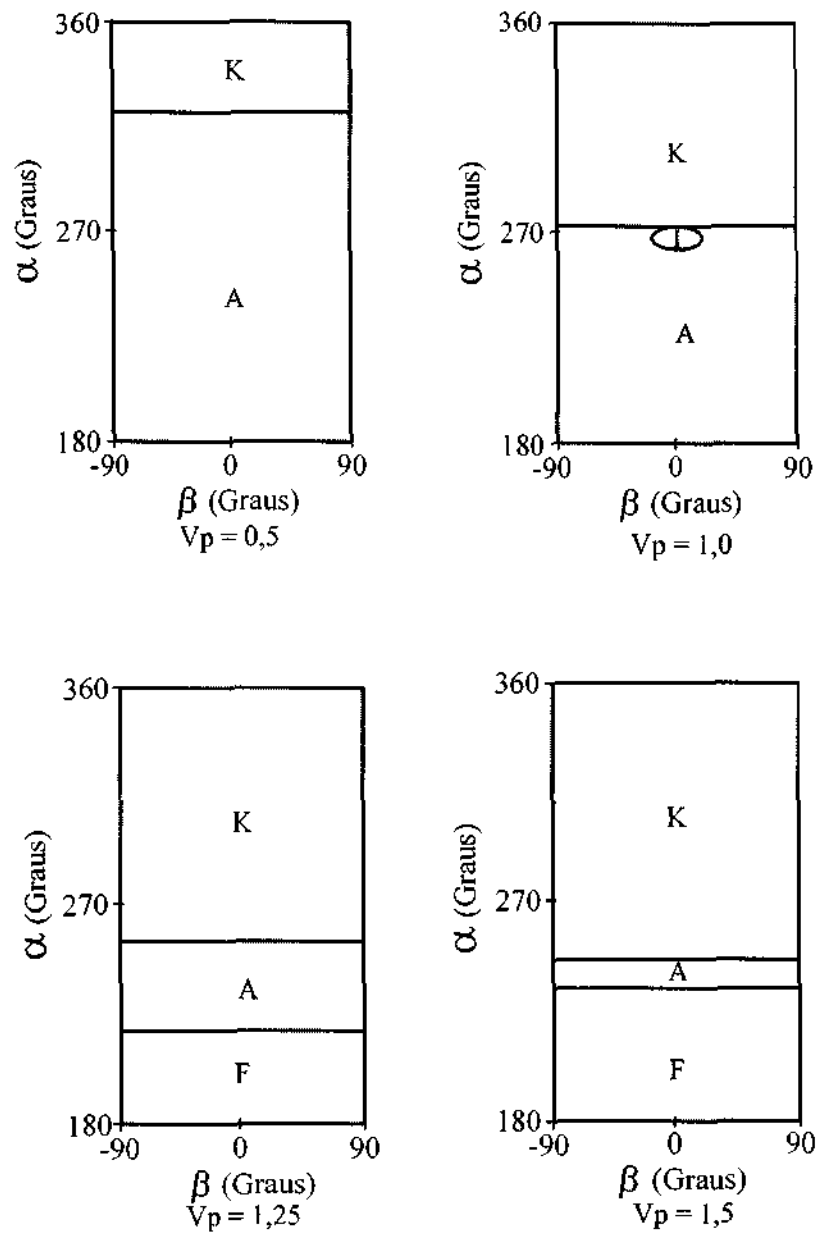 360
K
α (Graus)
270
A
180
-90 0 90
β (Graus)
Vp = 0,5
360
K
α (Graus)
270
A
180
-90 0 90
β (Graus)
Vp = 1,0
360
K
α (Graus)
270
A
F
180
-90 0 90
β (Graus)
Vp = 1,25
360
K
α (Graus)
270
A
F
180
-90 0 90
β (Graus)
Vp = 1,5